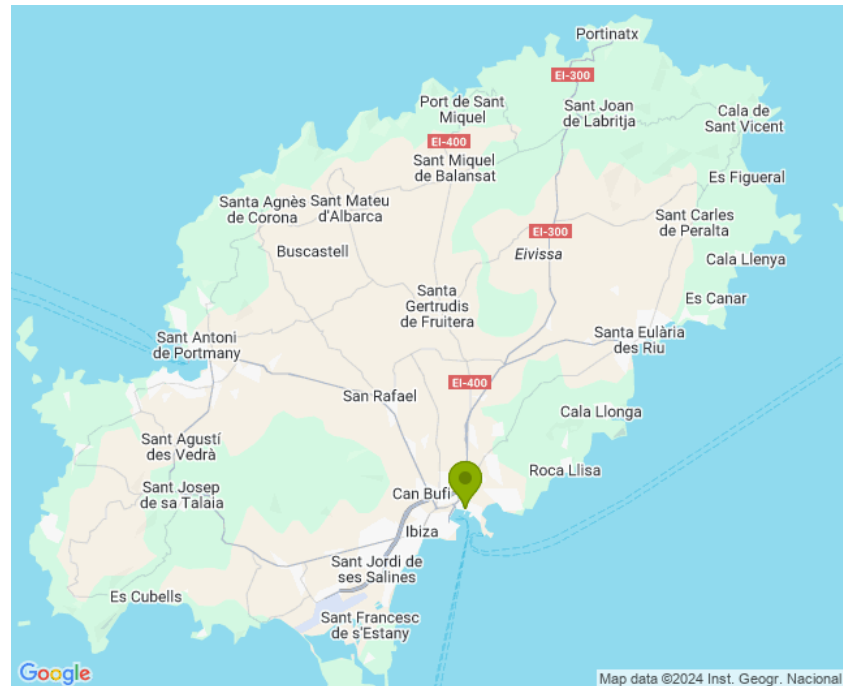 Portinatx
EI-300
Port de Sant
Miquel
Sant Joan
de Labritja
Cala de
Sant Vicent
EI-400
Sant Miquel
de Balansat
Es Figueral
Santa Agnès
de Corona
Sant Mateu
d'Albarca
Sant Carles
de Peralta
EI-300
Buscastell
Eivissa
Cala Llenya
Santa
Gertrudis
de Fruitera
Es Canar
Sant Antoni
de Portmany
Santa Eulària
des Riu
EI-400
San Rafael
Cala Llonga
Sant Agustí
des Vedrà
Roca Llisa
Sant Josep
de sa Talaia
Can Bufí
Ibiza
Sant Jordi de
ses Salines
Es Cubells
Sant Francesc
de s'Estany
Google
Map data ©2024 Inst. Geogr. Nacional